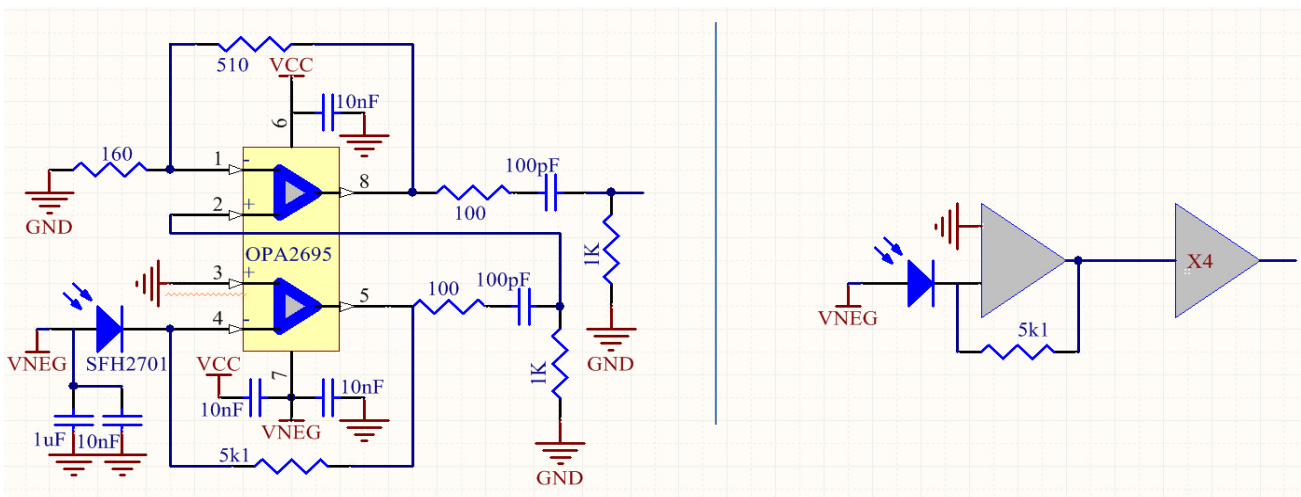 510
VCC
10nF
6
160
1
-
100pF
8
GND
2
+
100
1K
OPA2695
3
+
100pF
5
100
4
-
VNEG
SFH2701
GND
VCC
7
1K
10nF
10nF
VNEG
1uF
10nF
5k1
GND
X4
VNEG
5k1